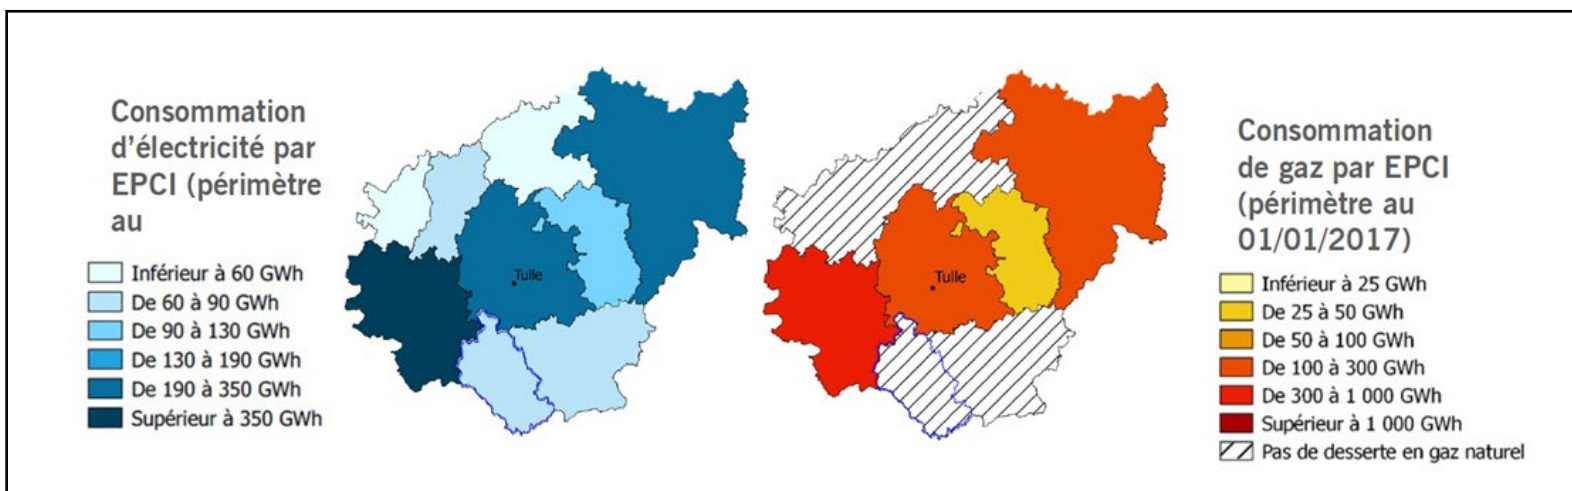 Consommation
d’électricité par
EPCI (périmètre
au
Inférieur à 60 GWh
De 60 à 90 GWh
De 90 à 130 GWh
De 130 à 190 GWh
De 190 à 350 GWh
Supérieur à 350 GWh
Tulle
Tulle
Consommation
de gaz par EPCI
(périmètre au
01/01/2017)
Inférieur à 25 GWh
De 25 à 50 GWh
De 50 à 100 GWh
De 100 à 300 GWh
De 300 à 1 000 GWh
Supérieur à 1 000 GWh
Pas de desserte en gaz naturel